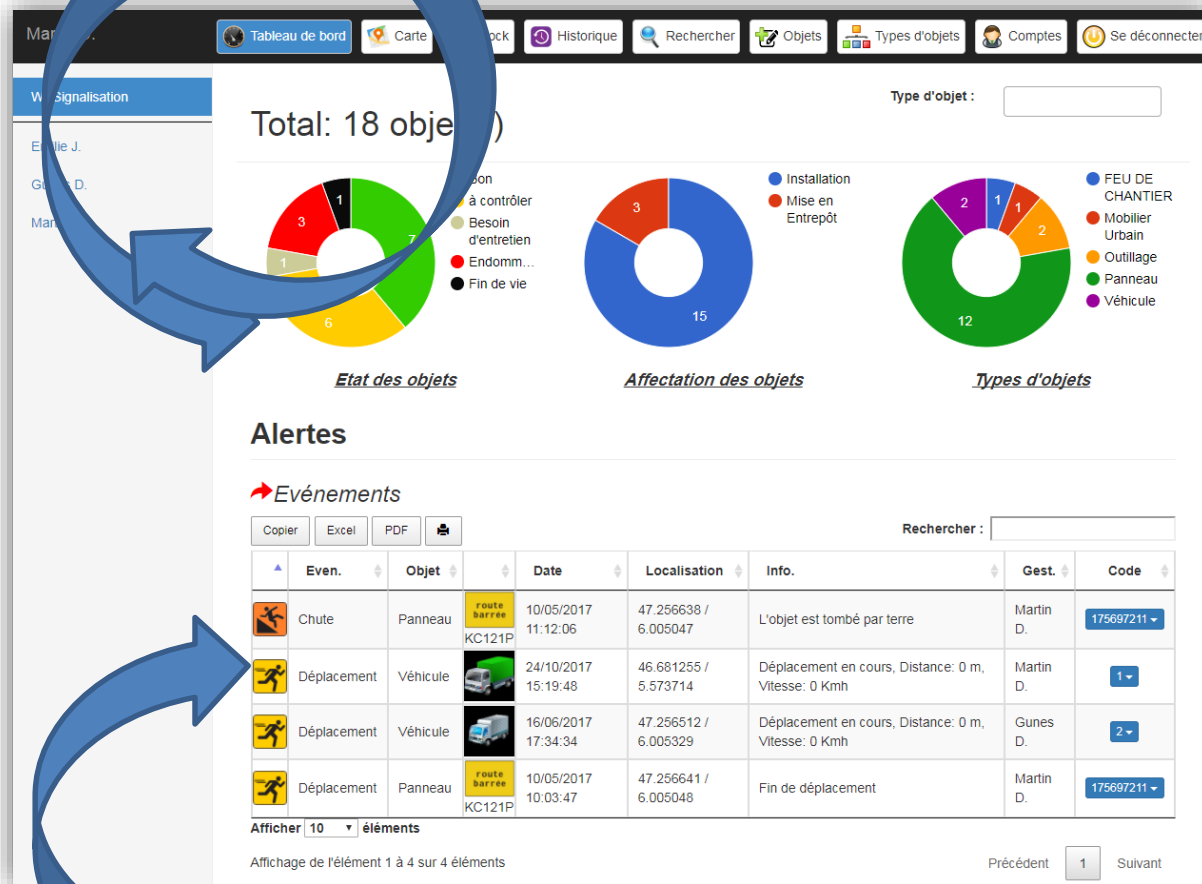 Tableau de bord Carte Historique Rechercher Objets Types d'objets Comptes Se déconnecter
Signalisation
Type d'objet :
Total: 18
J.
D.
à contrôler
Besoin
d'entretien
Endomm...
Fin de vie
1
3
7
1
6
Installation
Mise en
Entrepôt
3
15
FEU DE
CHANTIER
Mobilier
Urbain
Outillage
Panneau
Véhicule
2
1
1
2
12
Etat des objets
Affectation des objets
Types d'objets
Alertes
Evénements
Copier Excel PDF
Rechercher :
Even. Objet Date Localisation Info. Gest. Code
Chute Panneau route barrée KC121P 10/05/2017 11:12:06 47.256638 / 6.005047 L'objet est tombé par terre Martin D. 175697211
Déplacement Véhicule 24/10/2017 15:19:48 46.681255 / 5.573714 Déplacement en cours, Distance: 0 m, Vitesse: 0 Kmh Martin D. 1
Déplacement Véhicule 16/06/2017 17:34:34 47.256512 / 6.005329 Déplacement en cours, Distance: 0 m, Vitesse: 0 Kmh Gunes D. 2
Déplacement Panneau route barrée KC121P 10/05/2017 10:03:47 47.256641 / 6.005048 Fin de déplacement Martin D. 175697211
Afficher 10 éléments
Affichage de l'élément 1 à 4 sur 4 éléments
Précédent 1 Suivant